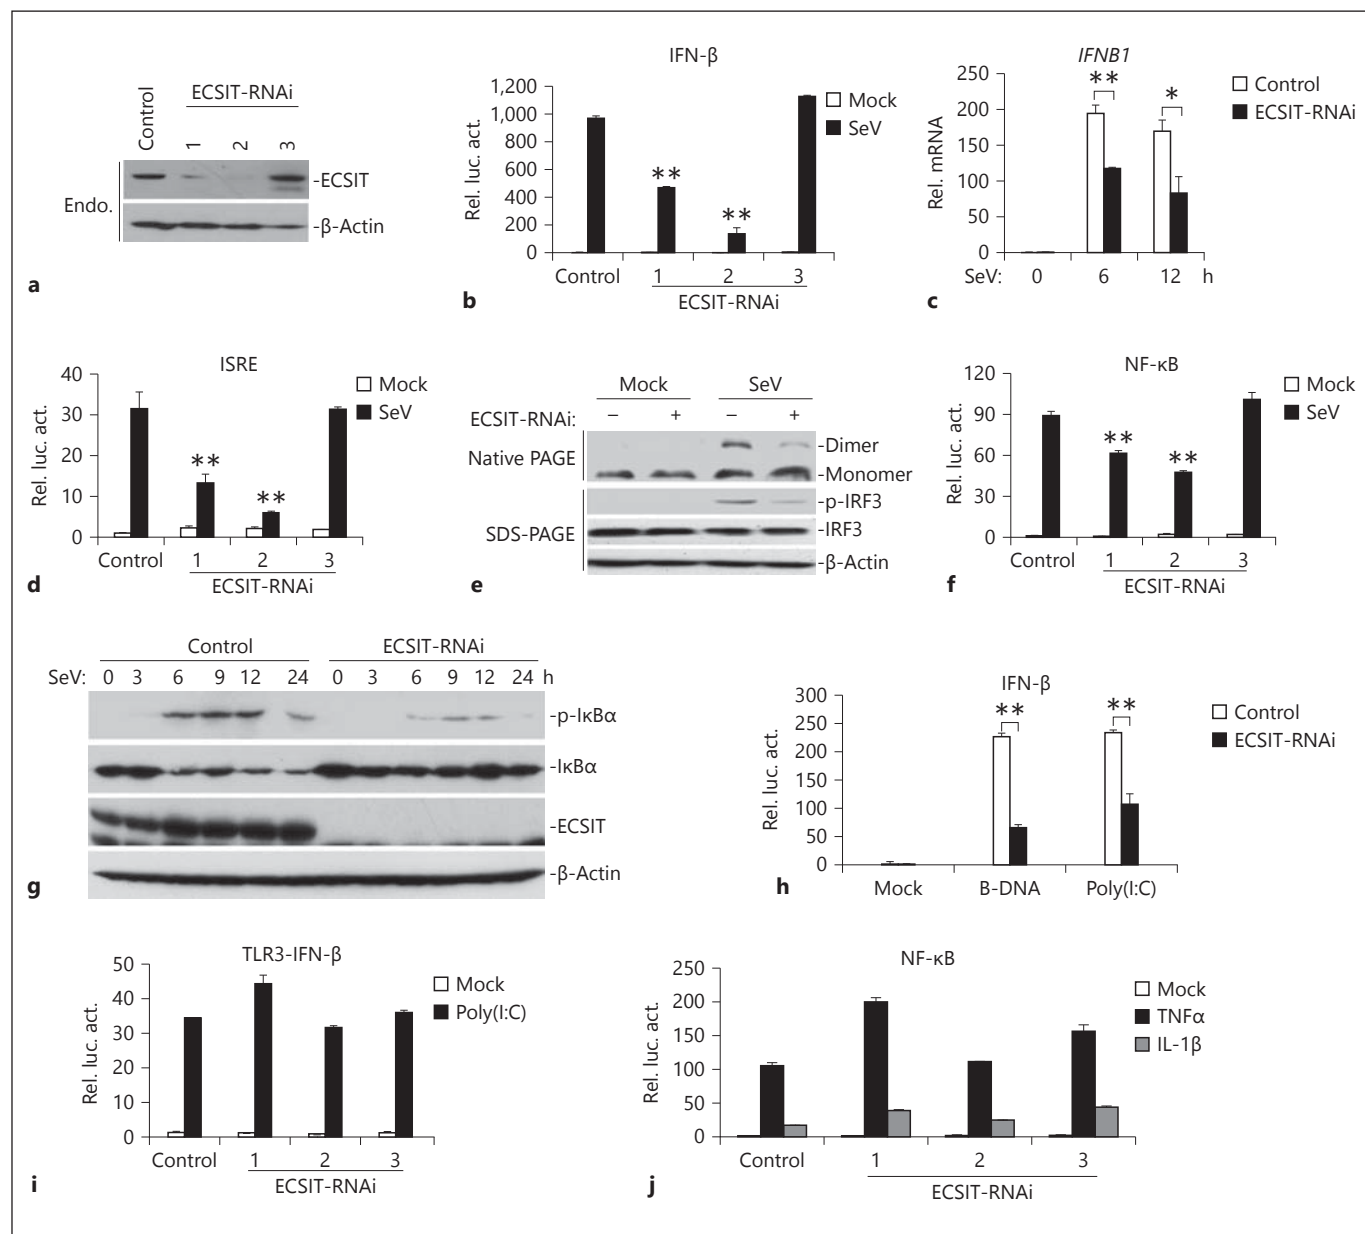 Control
ECSIT-RNAi
1 2 3
Endo.
-ECSIT
-β-Actin
a
IFN-β
Rel. luc. act.
1,200
1,000
800
600
400
200
0
Mock
SeV
**
**
Control 1 2 3
ECSIT-RNAi
b
IFNB1
Rel. mRNA
250
200
150
100
50
0
Control
ECSIT-RNAi
**
*
SeV: 0 6 12 h
c
ISRE
Rel. luc. act.
40
30
20
10
0
Mock
SeV
**
**
Control 1 2 3
ECSIT-RNAi
d
Mock SeV
ECSIT-RNAi: – + – +
Native PAGE
-Dimer
-Monomer
SDS-PAGE
-p-IRF3
-IRF3
-β-Actin
e
NF-κB
Rel. luc. act.
120
90
60
30
0
Mock
SeV
**
**
Control 1 2 3
ECSIT-RNAi
f
Control ECSIT-RNAi
SeV: 0 3 6 9 12 24 0 3 6 9 12 24 h
-p-IκBα
-IκBα
-ECSIT
-β-Actin
g
IFN-β
Rel. luc. act.
300
250
200
150
100
50
0
Control
ECSIT-RNAi
**
**
Mock B-DNA Poly(I:C)
h
TLR3-IFN-β
Rel. luc. act.
50
40
30
20
10
0
Mock
Poly(I:C)
Control 1 2 3
ECSIT-RNAi
i
NF-κB
Rel. luc. act.
250
200
150
100
50
0
Mock
TNFα
IL-1β
Control 1 2 3
ECSIT-RNAi
j